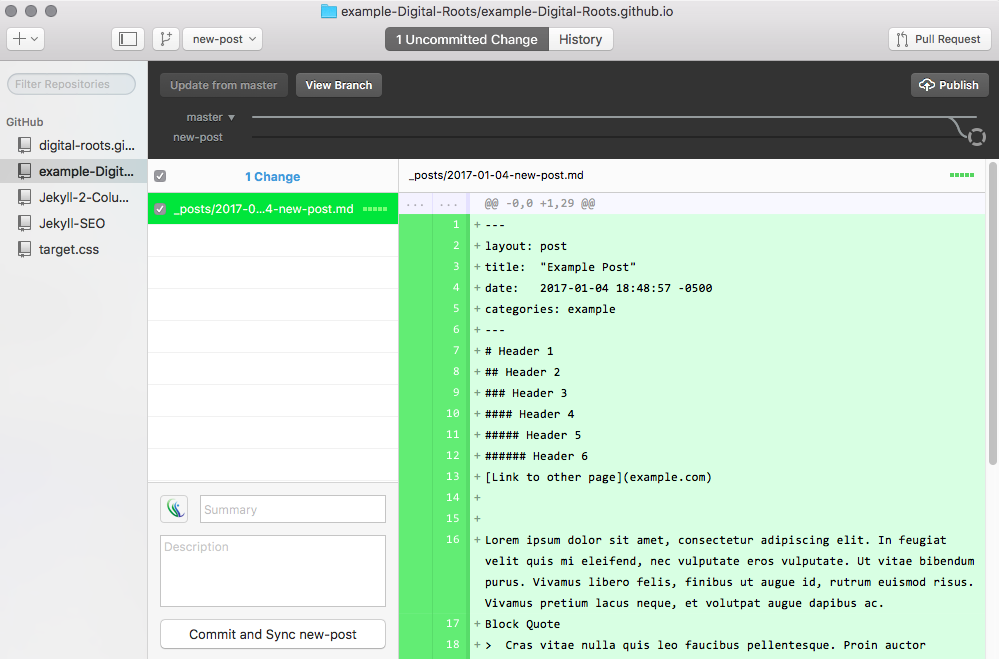 example-Digital-Roots/example-Digital-Roots.github.io
new-post
1 Uncommitted Change
History
Pull Request
Filter Repositories
GitHub
digital-roots.gi...
example-Digit...
Jekyll-2-Colu...
Jekyll-SEO
target.css
Update from master
View Branch
Publish
master ▼
new-post
1 Change
_posts/2017-0...4-new-post.md
Summary
Description
Commit and Sync new-post
_posts/2017-01-04-new-post.md
... ... @@ -0,0 +1,29 @@
1 + ---
2 + layout: post
3 + title:  "Example Post"
4 + date:   2017-01-04 18:48:57 -0500
5 + categories: example
6 + ---
7 + # Header 1
8 + ## Header 2
9 + ### Header 3
10 + #### Header 4
11 + ##### Header 5
12 + ###### Header 6
13 + [Link to other page](example.com)
14 +
15 +
16 + Lorem ipsum dolor sit amet, consectetur adipiscing elit. In feugiat
velit quis mi eleifend, nec vulputate eros vulputate. Ut vitae bibendum
purus. Vivamus libero felis, finibus ut augue id, rutrum euismod risus.
Vivamus pretium lacus neque, et volutpat augue dapibus ac.
17 + Block Quote
18 + >  Cras vitae nulla quis leo faucibus pellentesque. Proin auctor